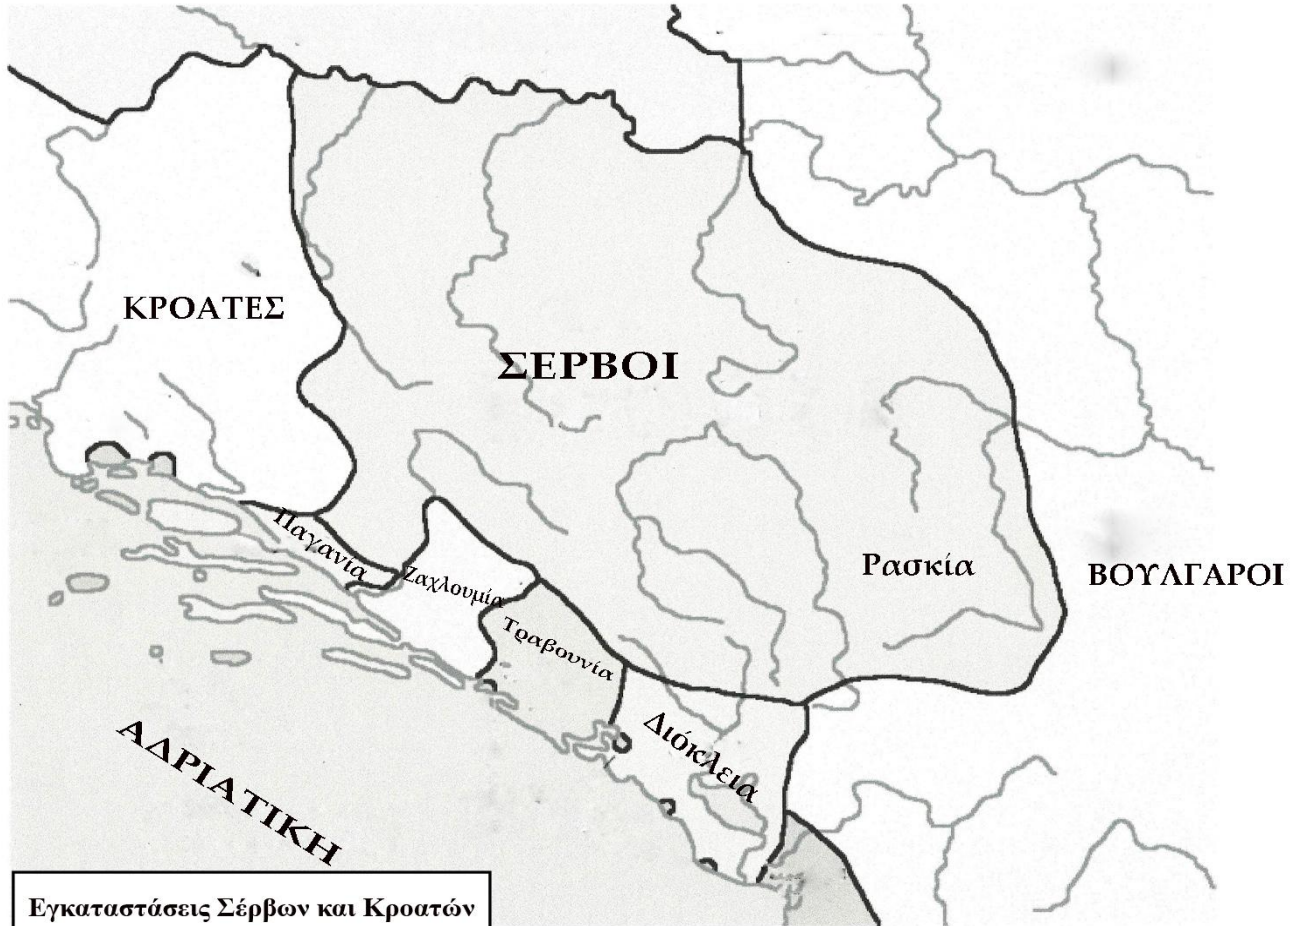 ΚΡΟΑΤΕΣ
ΣΕΡΒΟΙ
Παγανία
Ζαχλουμία
Τραβουνία
Ρασκία
ΒΟΥΛΓΑΡΟΙ
Διόκλεια
ΑΔΡΙΑΤΙΚΗ
Εγκαταστάσεις Σέρβων και Κροατών